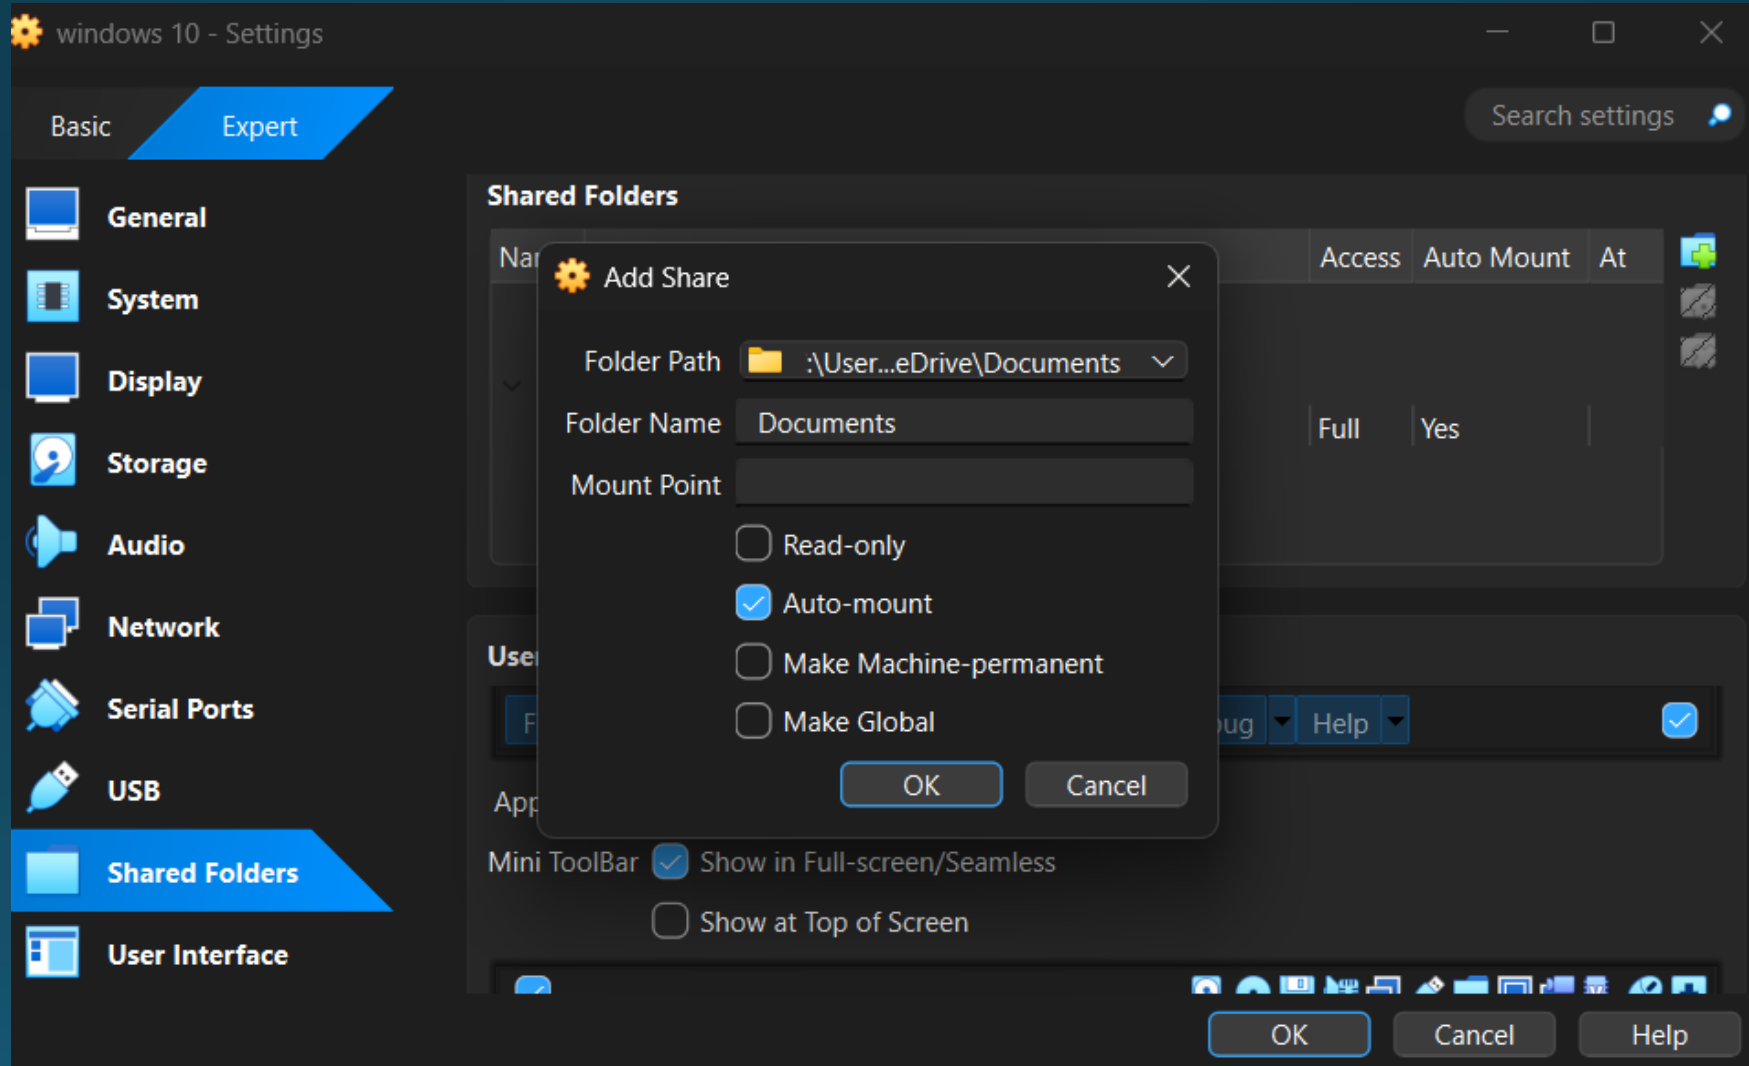 windows 10 - Settings
Basic
Expert
Search settings
General
System
Display
Storage
Audio
Network
Serial Ports
USB
Shared Folders
User Interface
Shared Folders
Access Auto Mount At
Full Yes
Add Share
Folder Path :\User...eDrive\Documents
Folder Name Documents
Mount Point
Read-only
Auto-mount
Make Machine-permanent
Make Global
OK Cancel
Help
Mini ToolBar Show in Full-screen/Seamless
Show at Top of Screen
OK Cancel Help